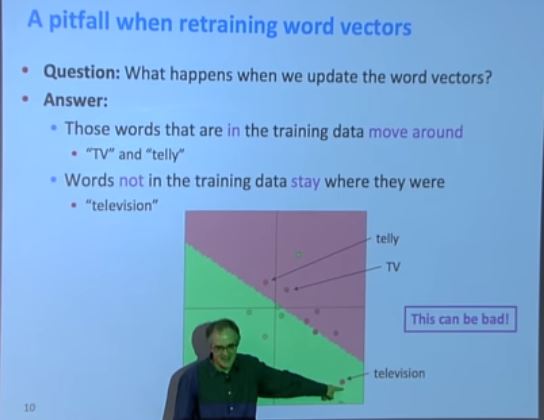 A pitfall when retraining word vectors
• Question: What happens when we update the word vectors?
• Answer:
• Those words that are in the training data move around
• "TV" and "telly"
• Words not in the training data stay where they were
• "television"
telly
TV
This can be bad!
television
10